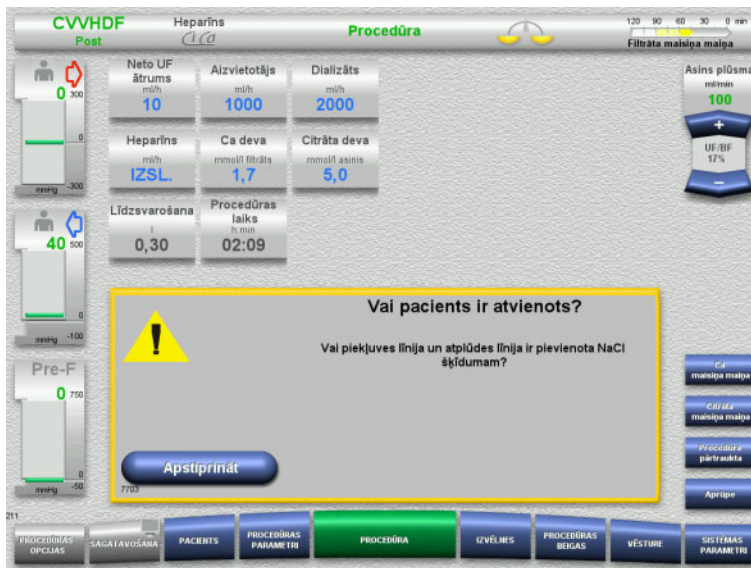 CVVHDF
Post
Heparīns
CiCa
Procedūra
120 90 60 30 0 min
Filtrāta maisiņa maiņa
0 300
0
mmHg -300
40 500
0
mmHg -100
Pre-F
0 750
0
mmHg -50
Neto UF
ātrums
ml/h
10
Aizvietotājs
ml/h
1000
Dializāts
ml/h
2000
Heparīns
ml/h
IZSL.
Ca deva
mmol/l filtrāts
1,7
Citrāta deva
mmol/l asinis
5,0
Līdzsvarošana
l
0,30
Procedūras
laiks
h:min
02:09
Asins plūsma
ml/min
100
+
UF/BF
17%
−
Vai pacients ir atvienots?
Vai piekļuves līnija un atplūdes līnija ir pievienota NaCl
šķīdumam?
Apstiprināt
7703
Ca
maisiņa maiņa
Citrāta
maisiņa maiņa
Procedūra
pārtraukta
Aprūpe
211
PROCEDŪRAS
OPCIJAS
SAGATAVOŠANA
PACIENTS
PROCEDŪRAS
PARAMETRI
PROCEDŪRA
IZVĒLNES
PROCEDŪRAS
BEIGAS
VĒSTURE
SISTĒMAS
PARAMETRI